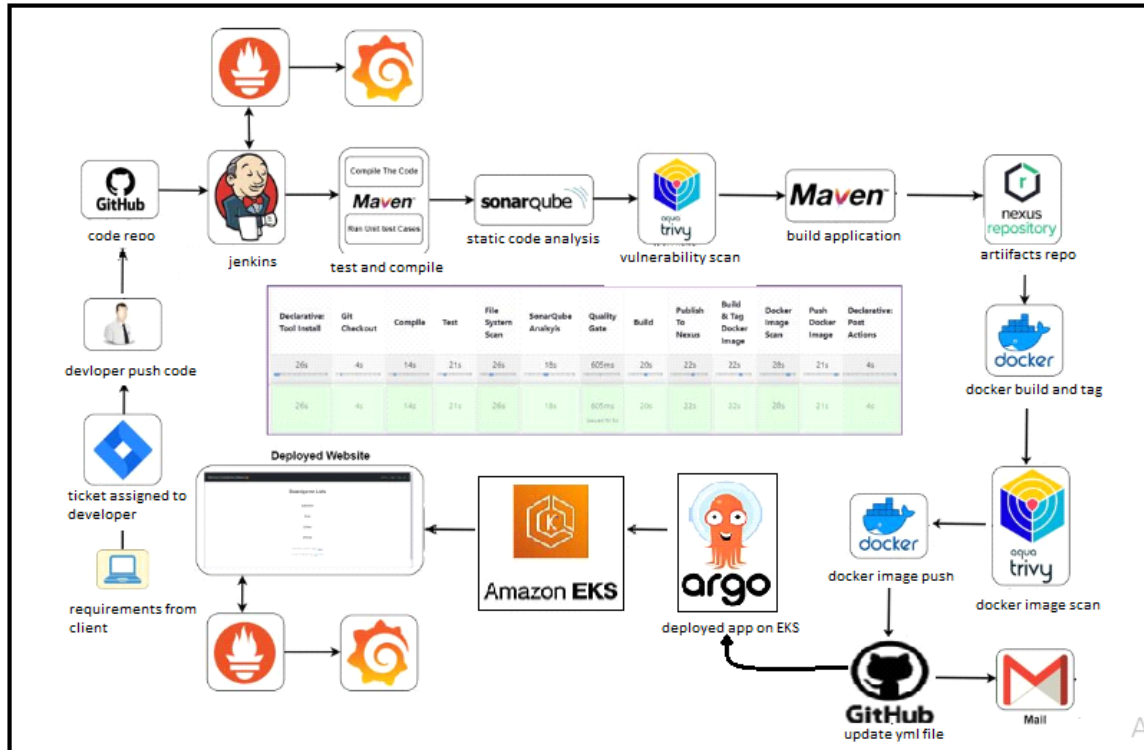 GitHub
code repo
jenkins
Compile The Code
Maven™
Run Unit test Cases
test and compile
sonarqube
static code analysis
aqua
trivy
vulnerability scan
Maven™
build application
nexus
repository
artiifacts repo
devloper push code
Declarative:
Tool Install
Git
Checkout
Compile
Test
File
System
Scan
SonarQube
Analsyis
Quality
Gate
Build
Publish
To
Nexus
Build
& Tag
Docker
Image
Docker
Image
Scan
Push
Docker
Image
Declarative:
Post
Actions
26s 4s 14s 21s 26s 18s 605ms 20s 22s 22s 28s 21s 4s
26s 4s 14s 21s 26s 18s 605ms 20s 22s 22s 28s 21s 4s
docker
docker build and tag
ticket assigned to
developer
requirements from
client
Deployed Website
Amazon EKS
argo
deployed app on EKS
docker
docker image push
aqua
trivy
docker image scan
GitHub
update yml file
Mail
A